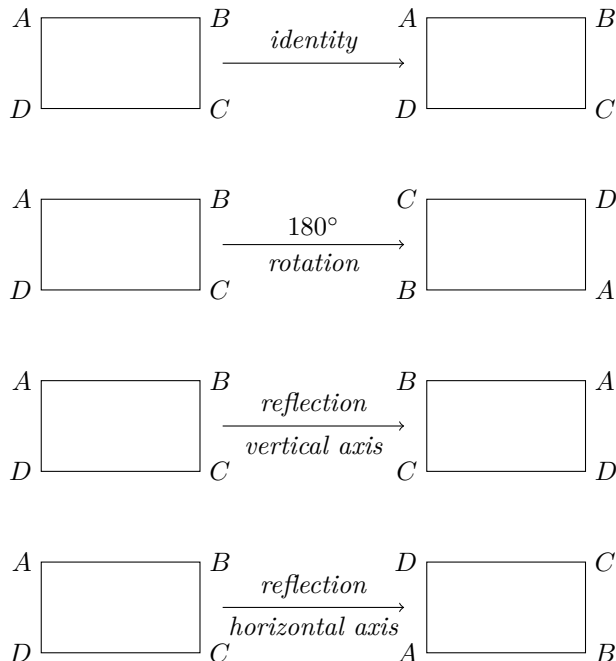 A B identity A B
D C D C
A B 180° C D
rotation
D C B A
A B reflection B A
vertical axis
D C C D
A B reflection D C
horizontal axis
D C A B